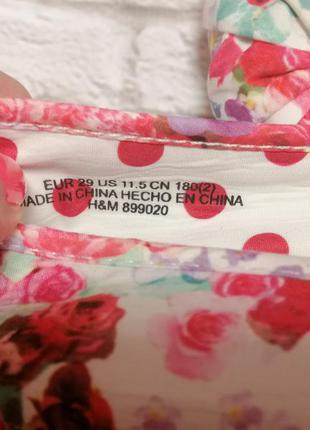 EUR 29 US 11.5 CN 180(2)
MADE IN CHINA HECHO EN CHINA
H&M 899020